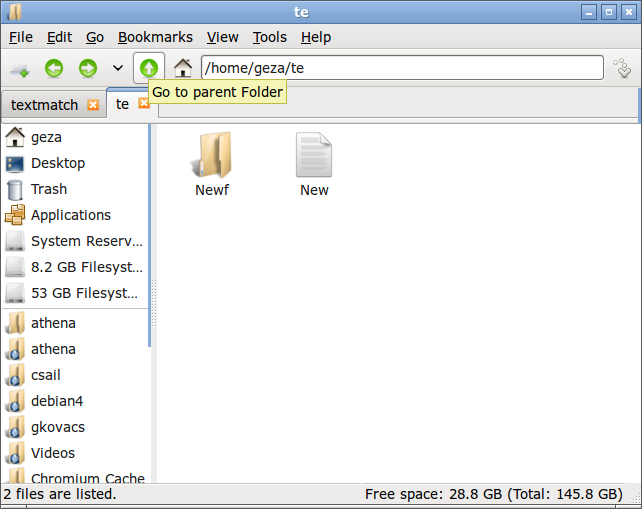 te
File Edit Go Bookmarks View Tools Help
/home/geza/te
Go to parent Folder
textmatch te
geza
Desktop
Trash
Applications
System Reserv...
8.2 GB Filesyst...
53 GB Filesyst...
athena
athena
csail
debian4
gkovacs
Videos
Chromium Cache
Newf New
2 files are listed. Free space: 28.8 GB (Total: 145.8 GB)